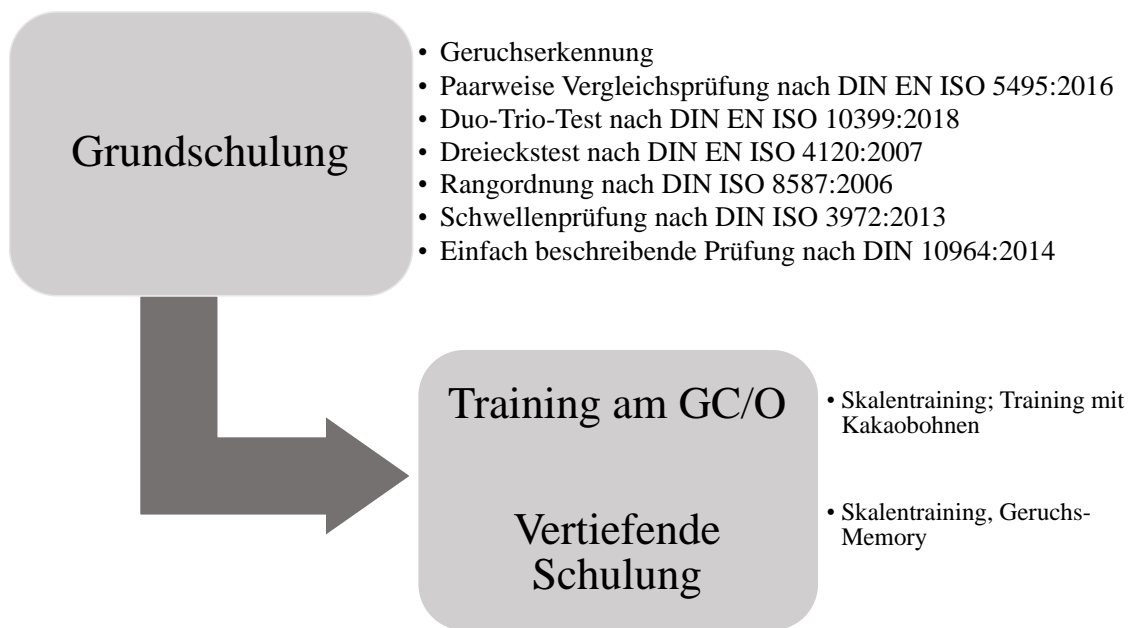 Grundschulung
• Geruchserkennung
• Paarweise Vergleichsprüfung nach DIN EN ISO 5495:2016
• Duo-Trio-Test nach DIN EN ISO 10399:2018
• Dreieckstest nach DIN EN ISO 4120:2007
• Rangordnung nach DIN ISO 8587:2006
• Schwellenprüfung nach DIN ISO 3972:2013
• Einfach beschreibende Prüfung nach DIN 10964:2014
Training am GC/O
• Skalentraining; Training mit
Kakaobohnen
Vertiefende
Schulung
• Skalentraining, Geruchs-
Memory